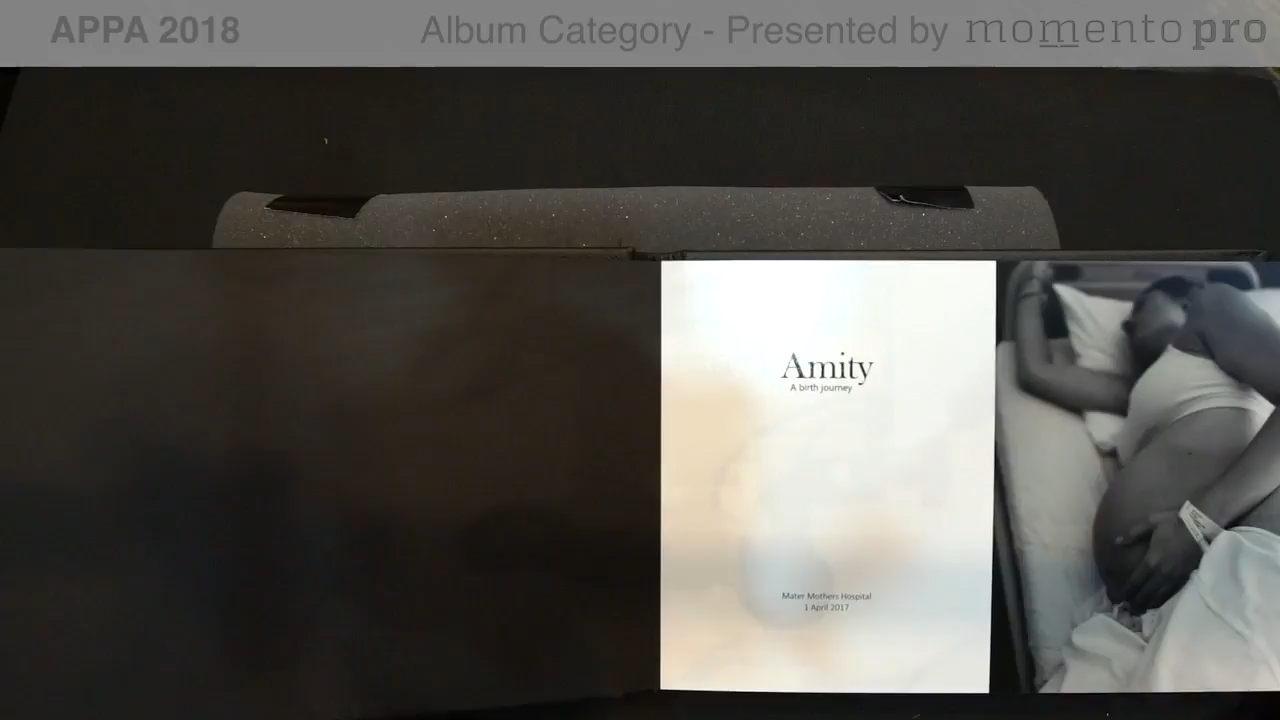 APPA 2018
Album Category - Presented by momento pro
Amity
A birth journey
Mater Mothers Hospital
1 April 2017